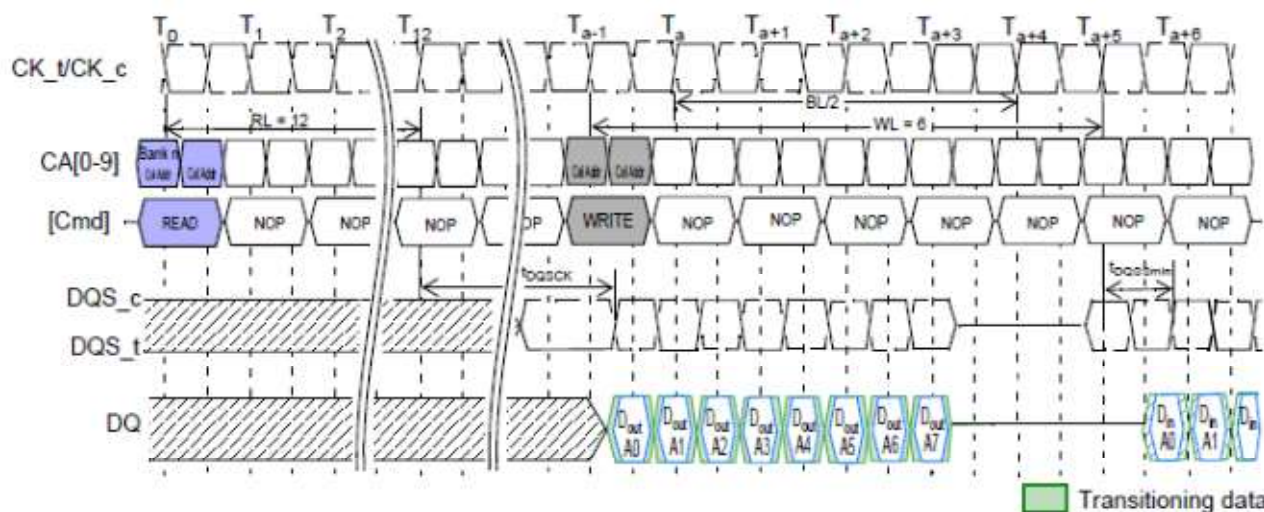 T0 T1 T2 T12 Ta-1 Ta Ta+1 Ta+2 Ta+3 Ta+4 Ta+5 Ta+6
CK_t/CK_c
BL/2
RL = 12 WL = 6
CA[0-9] Bank n Col Addr Col Addr Col Addr Col Addr
[Cmd] READ NOP NOP NOP OP WRITE NOP NOP NOP NOP NOP NOP NOP
tDQSCK tDQSSmin
DQS_c
DQS_t
DQ Dout A0 Dout A1 Dout A2 Dout A3 Dout A4 Dout A5 Dout A6 Dout A7 Din A0 Din A1 Din
Transitioning data